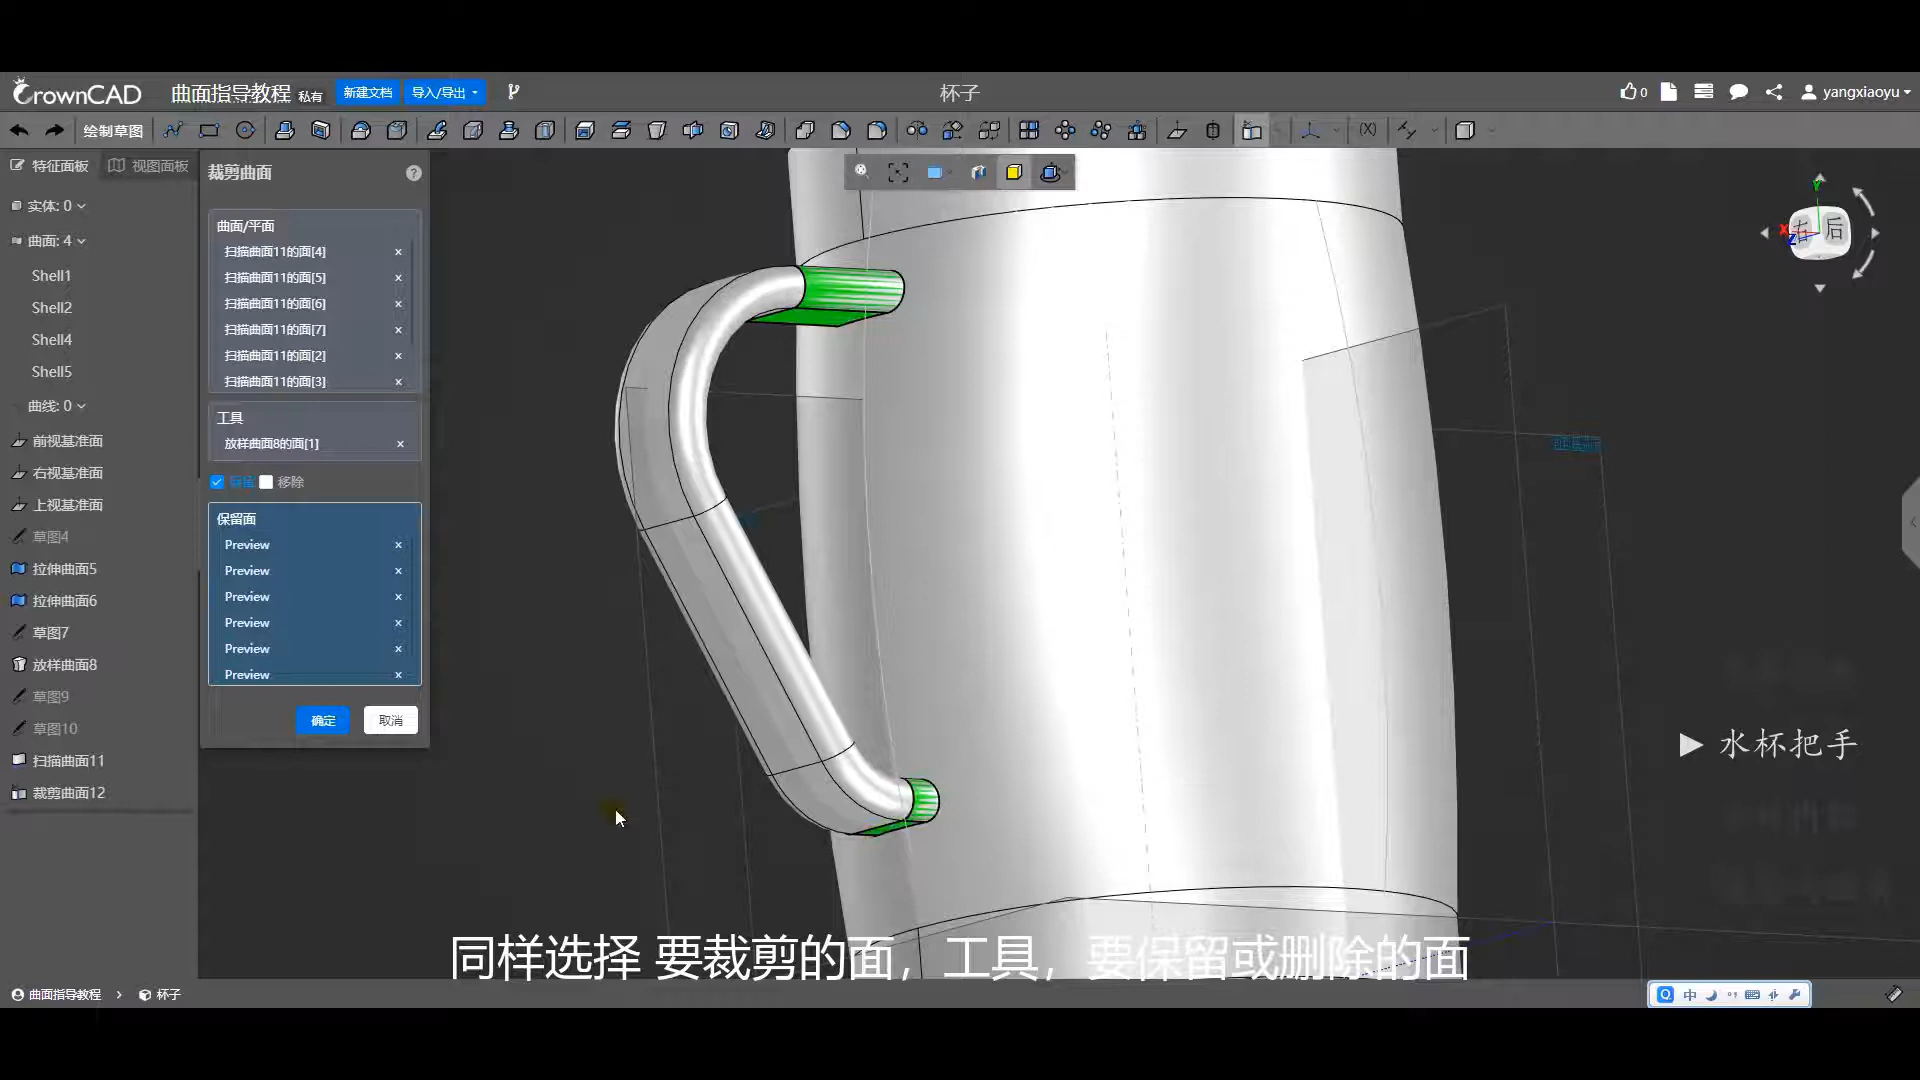 CrownCAD 曲面指导教程 私有 新建文档 导入/导出 杯子 0 yangxiaoyu
绘制草图 (X)
特征面板 视图面板
实体: 0
曲面: 4
Shell1
Shell2
Shell4
Shell5
曲线: 0
前视基准面
右视基准面
上视基准面
草图4
拉伸曲面5
拉伸曲面6
草图7
放样曲面8
草图9
草图10
扫描曲面11
裁剪曲面12
裁剪曲面 ?
曲面/平面
扫描曲面11的面[4] ×
扫描曲面11的面[5] ×
扫描曲面11的面[6] ×
扫描曲面11的面[7] ×
扫描曲面11的面[2] ×
扫描曲面11的面[3] ×
工具
放样曲面8的面[1] ×
保留 移除
保留面
Preview ×
Preview ×
Preview ×
Preview ×
Preview ×
Preview ×
确定 取消
Y
X
Z
右 后
水杯把手
同样选择 要裁剪的面，工具，要保留或删除的面
曲面指导教程 › 杯子
中